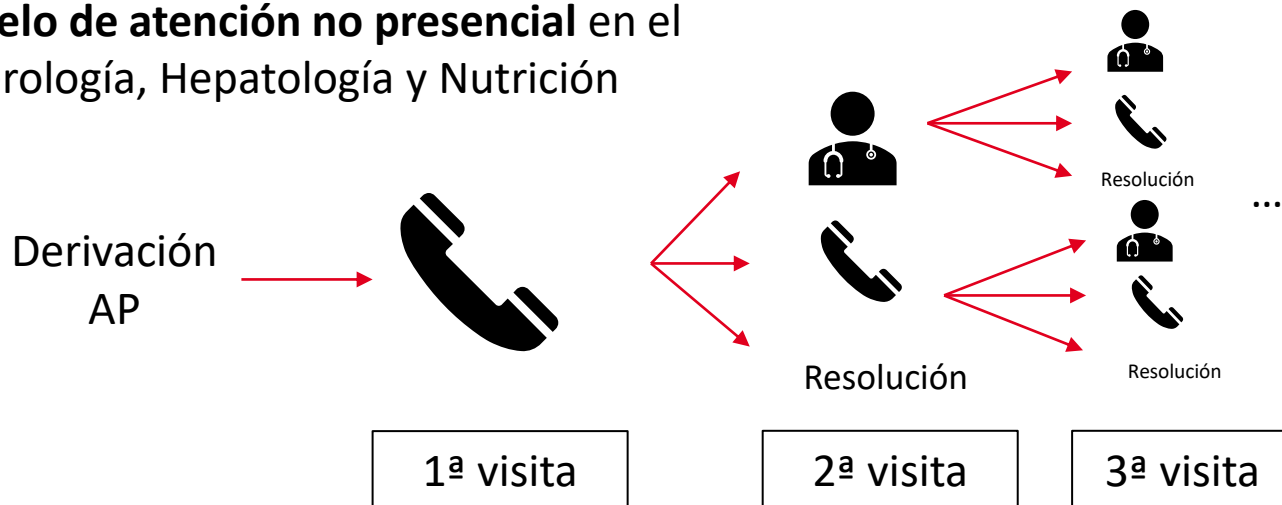 elo de atención no presencial en el
rología, Hepatología y Nutrición
Derivación
AP
Resolución
Resolución
Resolución
...
1ª visita
2ª visita
3ª visita